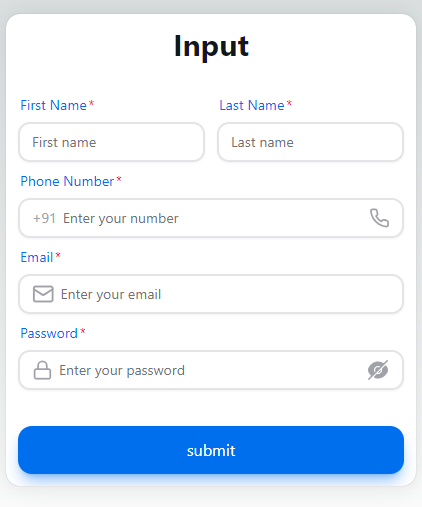 Input
First Name* Last Name*
First name Last name
Phone Number*
+91 Enter your number
Email*
Enter your email
Password*
Enter your password
submit